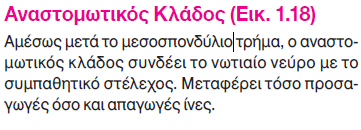 Αναστομωτικός Κλάδος (Εικ. 1.18)
Αμέσως μετά το μεσοσπονδύλιο τρήμα, ο αναστο-
μωτικός κλάδος συνδέει το νωτιαίο νεύρο με το
συμπαθητικό στέλεχος. Μεταφέρει τόσο προσα-
γωγές όσο και απαγωγές ίνες.